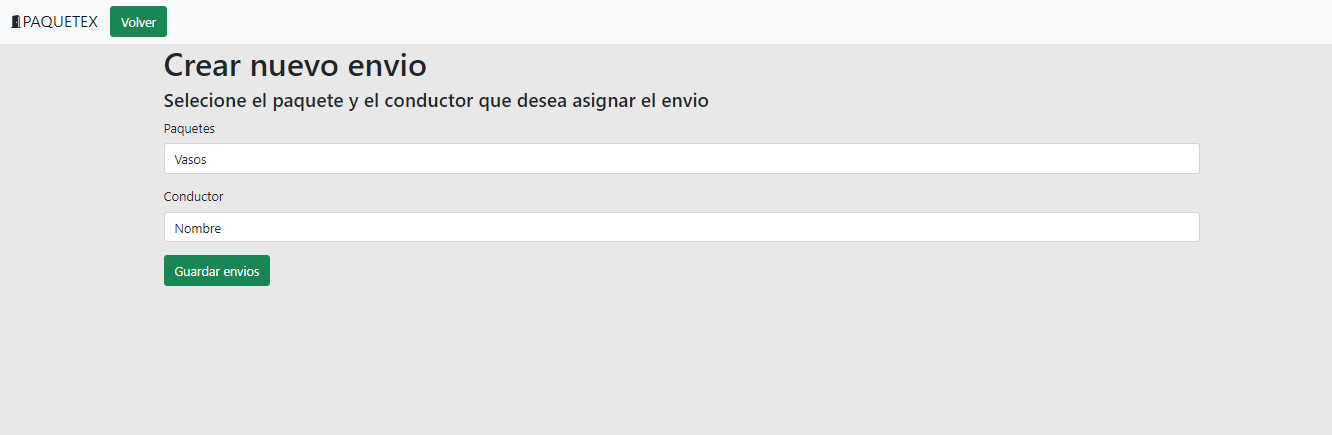 PAQUETEX Volver
Crear nuevo envio
Selecione el paquete y el conductor que desea asignar el envio
Paquetes
Vasos
Conductor
Nombre
Guardar envios